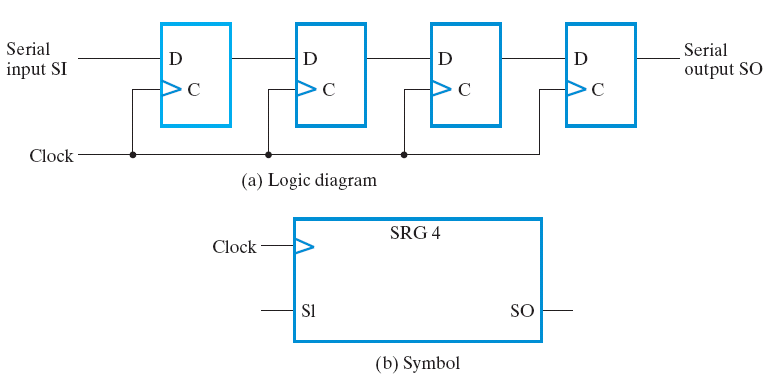 Serial
input SI
D
C
D
C
D
C
D
C
Serial
output SO
Clock
(a) Logic diagram
SRG 4
Clock
SI
SO
(b) Symbol